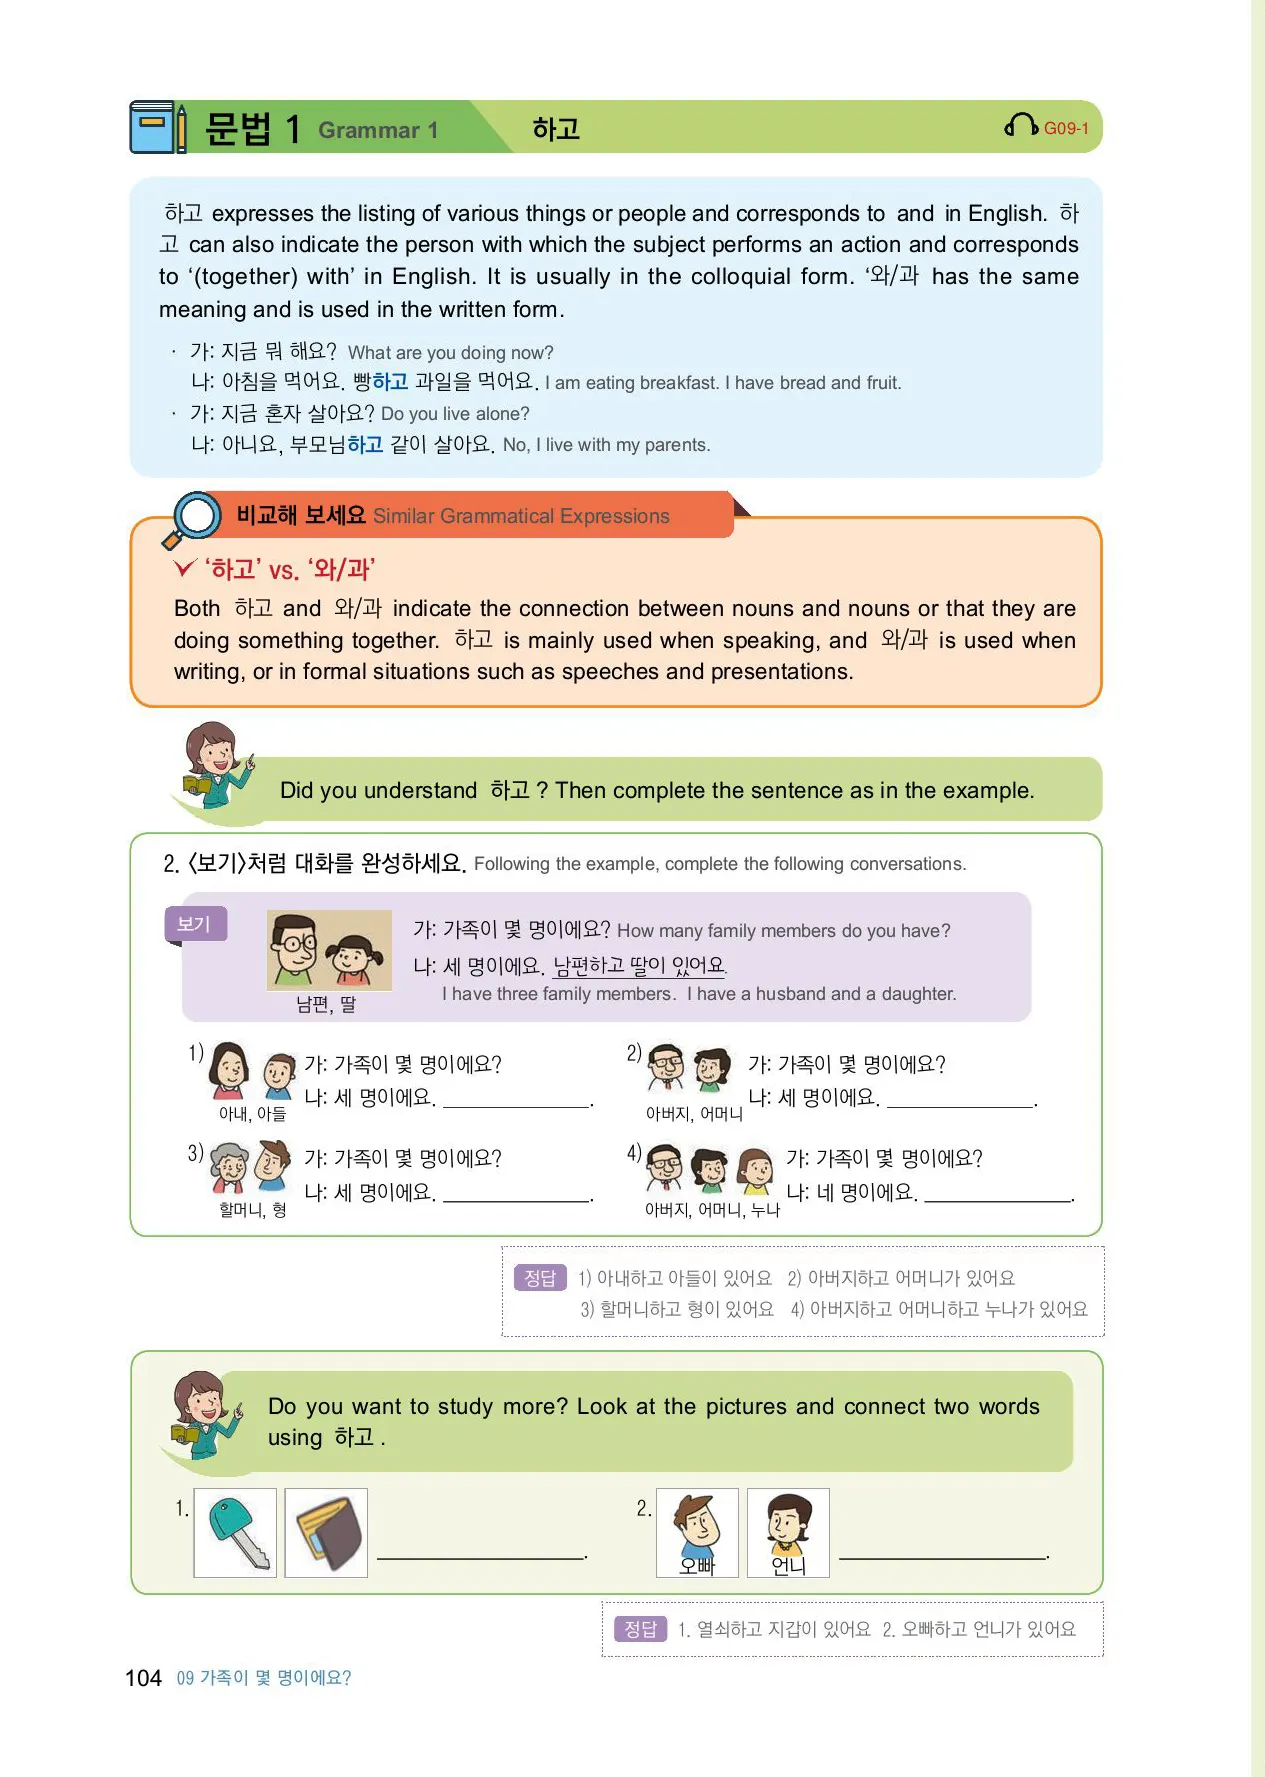 문법 1 Grammar 1 하고 G09-1
하고 expresses the listing of various things or people and corresponds to and in English. 하
고 can also indicate the person with which the subject performs an action and corresponds
to ‘(together) with’ in English. It is usually in the colloquial form. ‘와/과 has the same
meaning and is used in the written form.
· 가: 지금 뭐 해요? What are you doing now?
나: 아침을 먹어요. 빵하고 과일을 먹어요. I am eating breakfast. I have bread and fruit.
· 가: 지금 혼자 살아요? Do you live alone?
나: 아니요, 부모님하고 같이 살아요. No, I live with my parents.
비교해 보세요 Similar Grammatical Expressions
‘하고’ vs. ‘와/과’
Both 하고 and 와/과 indicate the connection between nouns and nouns or that they are
doing something together. 하고 is mainly used when speaking, and 와/과 is used when
writing, or in formal situations such as speeches and presentations.
Did you understand 하고 ? Then complete the sentence as in the example.
2. 〈보기〉처럼 대화를 완성하세요. Following the example, complete the following conversations.
보기
가: 가족이 몇 명이에요? How many family members do you have?
나: 세 명이에요. 남편하고 딸이 있어요.
I have three family members. I have a husband and a daughter.
남편, 딸
1) 가: 가족이 몇 명이에요?
나: 세 명이에요. ______________.
아내, 아들
2) 가: 가족이 몇 명이에요?
나: 세 명이에요. ______________.
아버지, 어머니
3) 가: 가족이 몇 명이에요?
나: 세 명이에요. ______________.
할머니, 형
4) 가: 가족이 몇 명이에요?
나: 네 명이에요. ______________.
아버지, 어머니, 누나
정답 1) 아내하고 아들이 있어요 2) 아버지하고 어머니가 있어요
3) 할머니하고 형이 있어요 4) 아버지하고 어머니하고 누나가 있어요
Do you want to study more? Look at the pictures and connect two words
using 하고 .
1. ____________________.
2. 오빠 언니 ____________________.
정답 1. 열쇠하고 지갑이 있어요 2. 오빠하고 언니가 있어요
104 09 가족이 몇 명이에요?